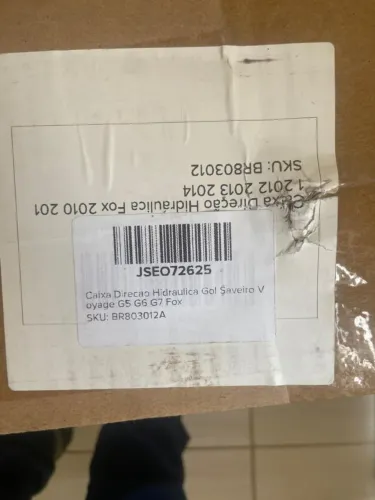 Caixa Direção Hidráulica Fox 2010 201
1 2012 2013 2014
SKU: BR803012
JSEO72625
Caixa Direcao Hidraulica Gol Saveiro V
oyage G5 G6 G7 Fox
SKU: BR803012A